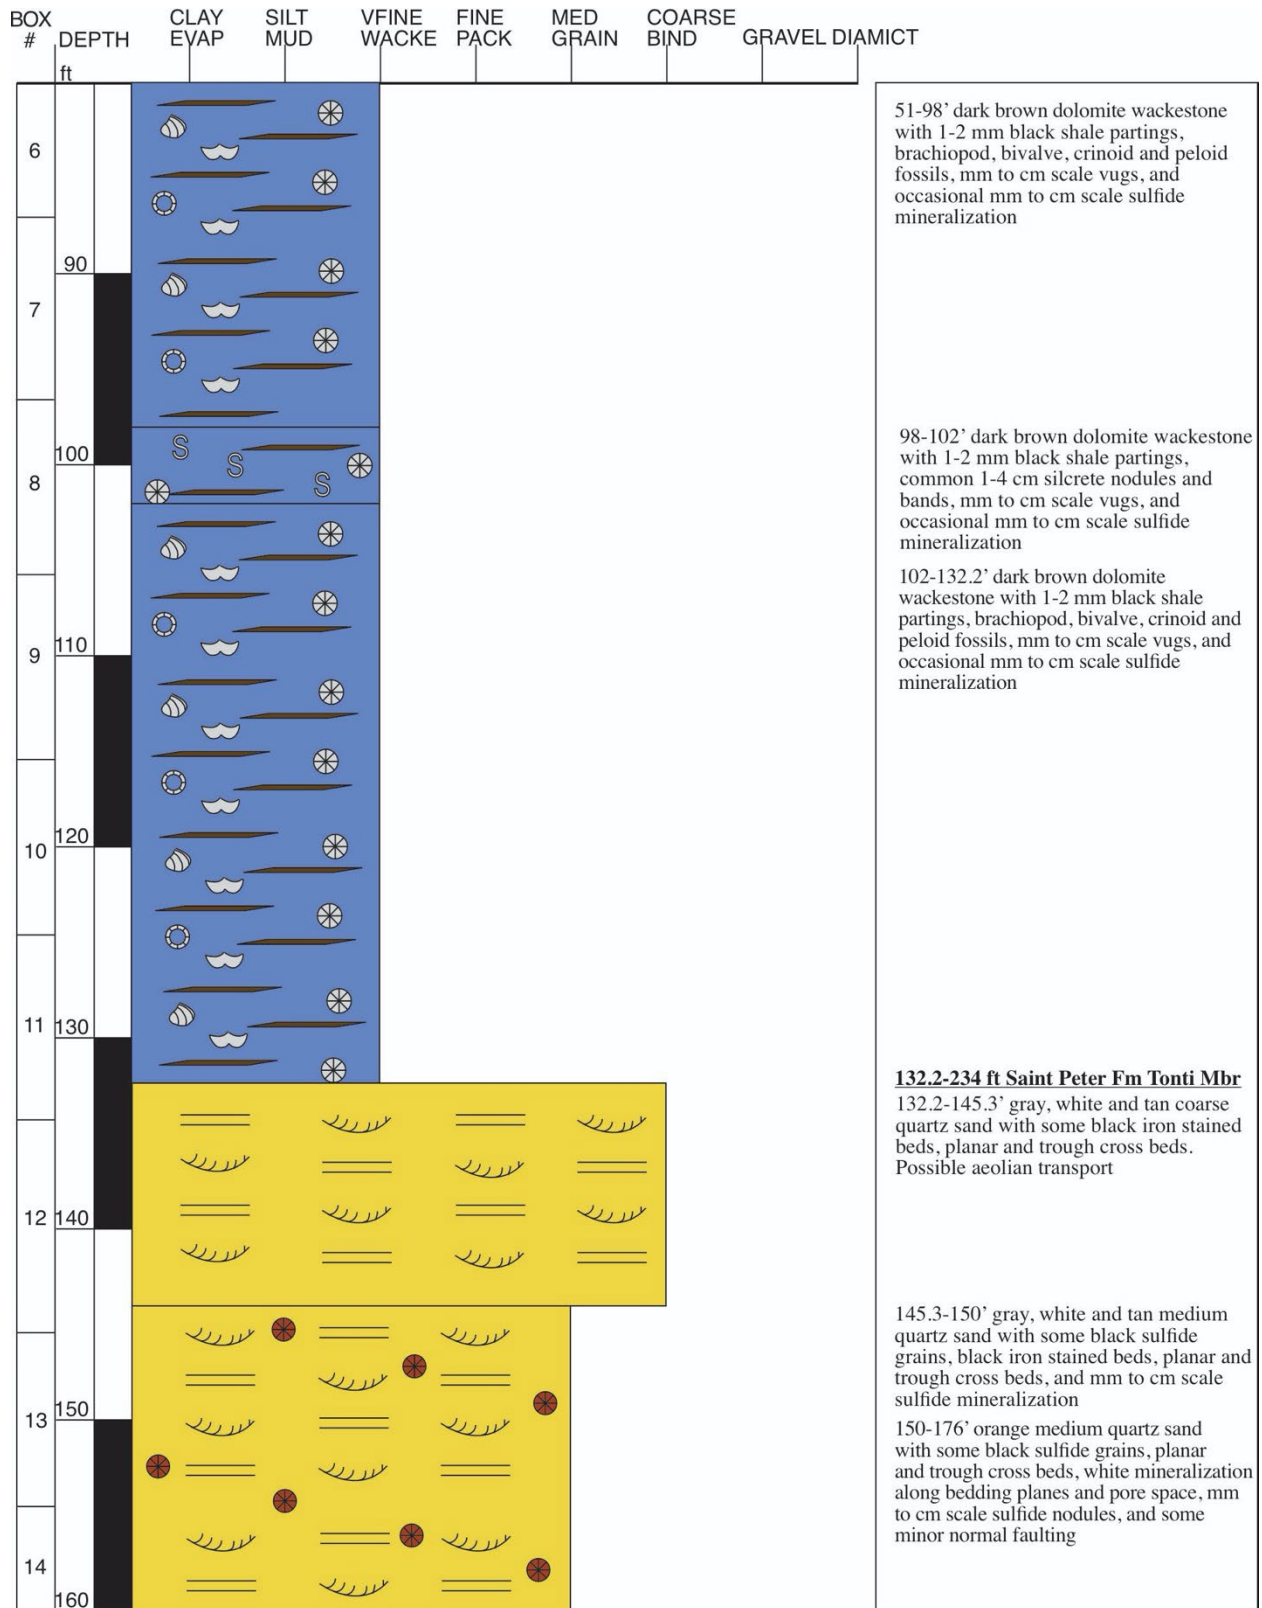 BOX
#
DEPTH
ft
CLAY
EVAP
SILT
MUD
VFINE
WACKE
FINE
PACK
MED
GRAIN
COARSE
BIND
GRAVEL
DIAMICT
6
7
8
9
10
11
12
13
14
90
100
110
120
130
140
150
160
S
S
S
51-98’ dark brown dolomite wackestone
with 1-2 mm black shale partings,
brachiopod, bivalve, crinoid and peloid
fossils, mm to cm scale vugs, and
occasional mm to cm scale sulfide
mineralization
98-102’ dark brown dolomite wackestone
with 1-2 mm black shale partings,
common 1-4 cm silcrete nodules and
bands, mm to cm scale vugs, and
occasional mm to cm scale sulfide
mineralization
102-132.2’ dark brown dolomite
wackestone with 1-2 mm black shale
partings, brachiopod, bivalve, crinoid and
peloid fossils, mm to cm scale vugs, and
occasional mm to cm scale sulfide
mineralization
132.2-234 ft Saint Peter Fm Tonti Mbr
132.2-145.3’ gray, white and tan coarse
quartz sand with some black iron stained
beds, planar and trough cross beds.
Possible aeolian transport
145.3-150’ gray, white and tan medium
quartz sand with some black sulfide
grains, black iron stained beds, planar and
trough cross beds, and mm to cm scale
sulfide mineralization
150-176’ orange medium quartz sand
with some black sulfide grains, planar
and trough cross beds, white mineralization
along bedding planes and pore space, mm
to cm scale sulfide nodules, and some
minor normal faulting